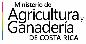 Ministerio de
Agricultura y
Ganadería
DE COSTA RICA